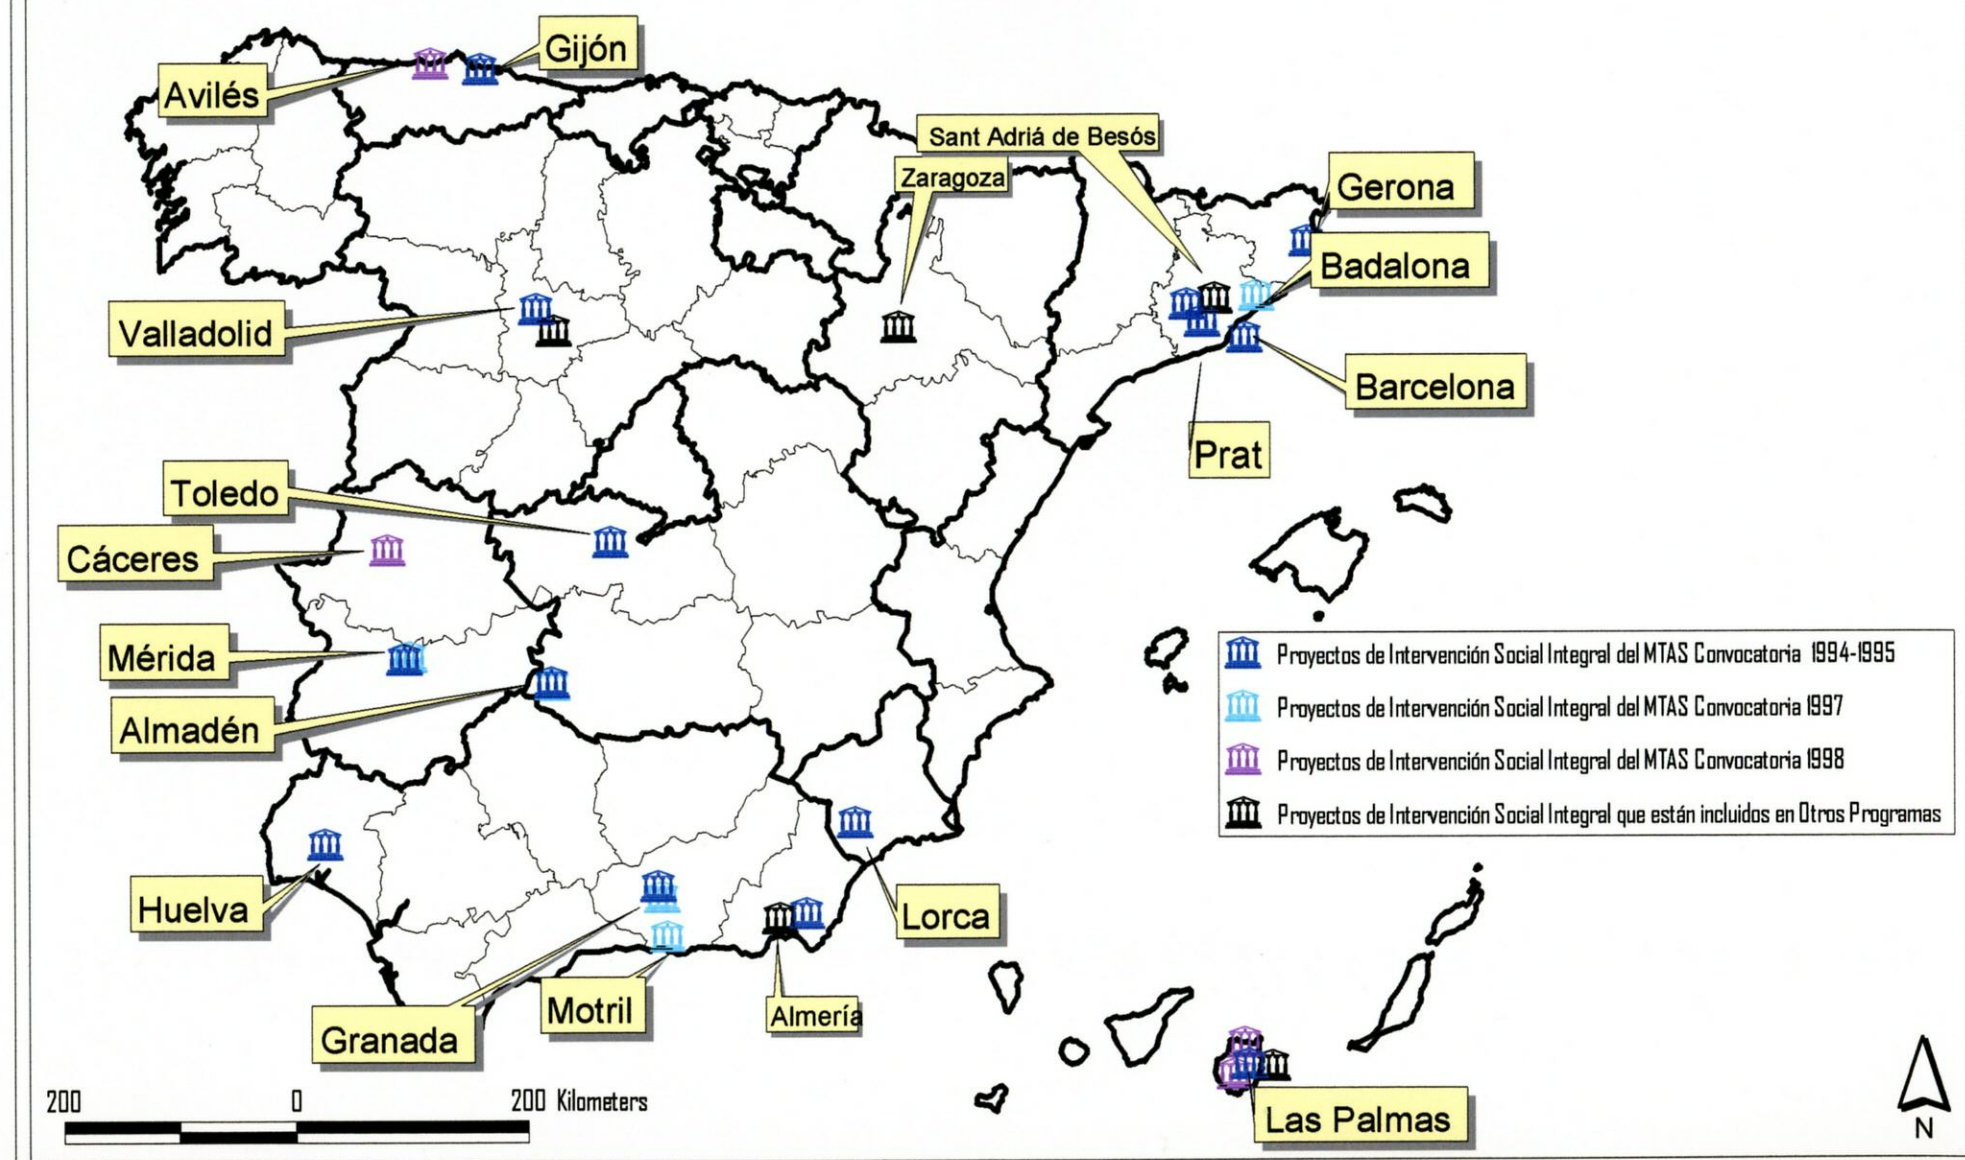 Gijón
Avilés
Sant Adriá de Besós
Zaragoza
Gerona
Badalona
Valladolid
Barcelona
Prat
Toledo
Cáceres
Mérida
Almadén
Proyectos de Intervención Social Integral del MTAS Convocatoria 1994-1995
Proyectos de Intervención Social Integral del MTAS Convocatoria 1997
Proyectos de Intervención Social Integral del MTAS Convocatoria 1998
Proyectos de Intervención Social Integral que están incluidos en Otros Programas
Huelva
Lorca
Motril
Almería
Granada
Las Palmas
200 0 200 Kilometers
N